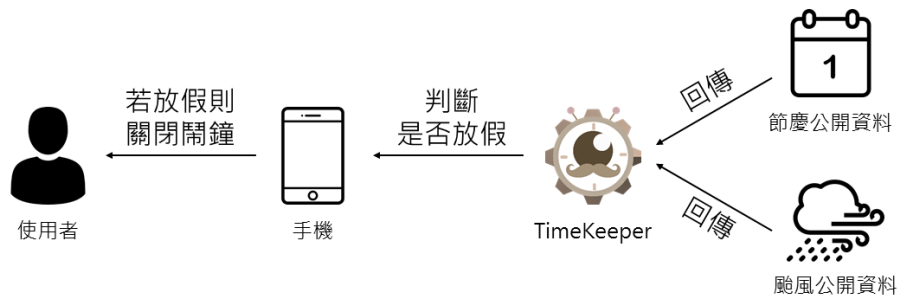 若放假則
關閉鬧鐘
使用者
手機
判斷
是否放假
TimeKeeper
回傳
回傳
1
節慶公開資料
颱風公開資料